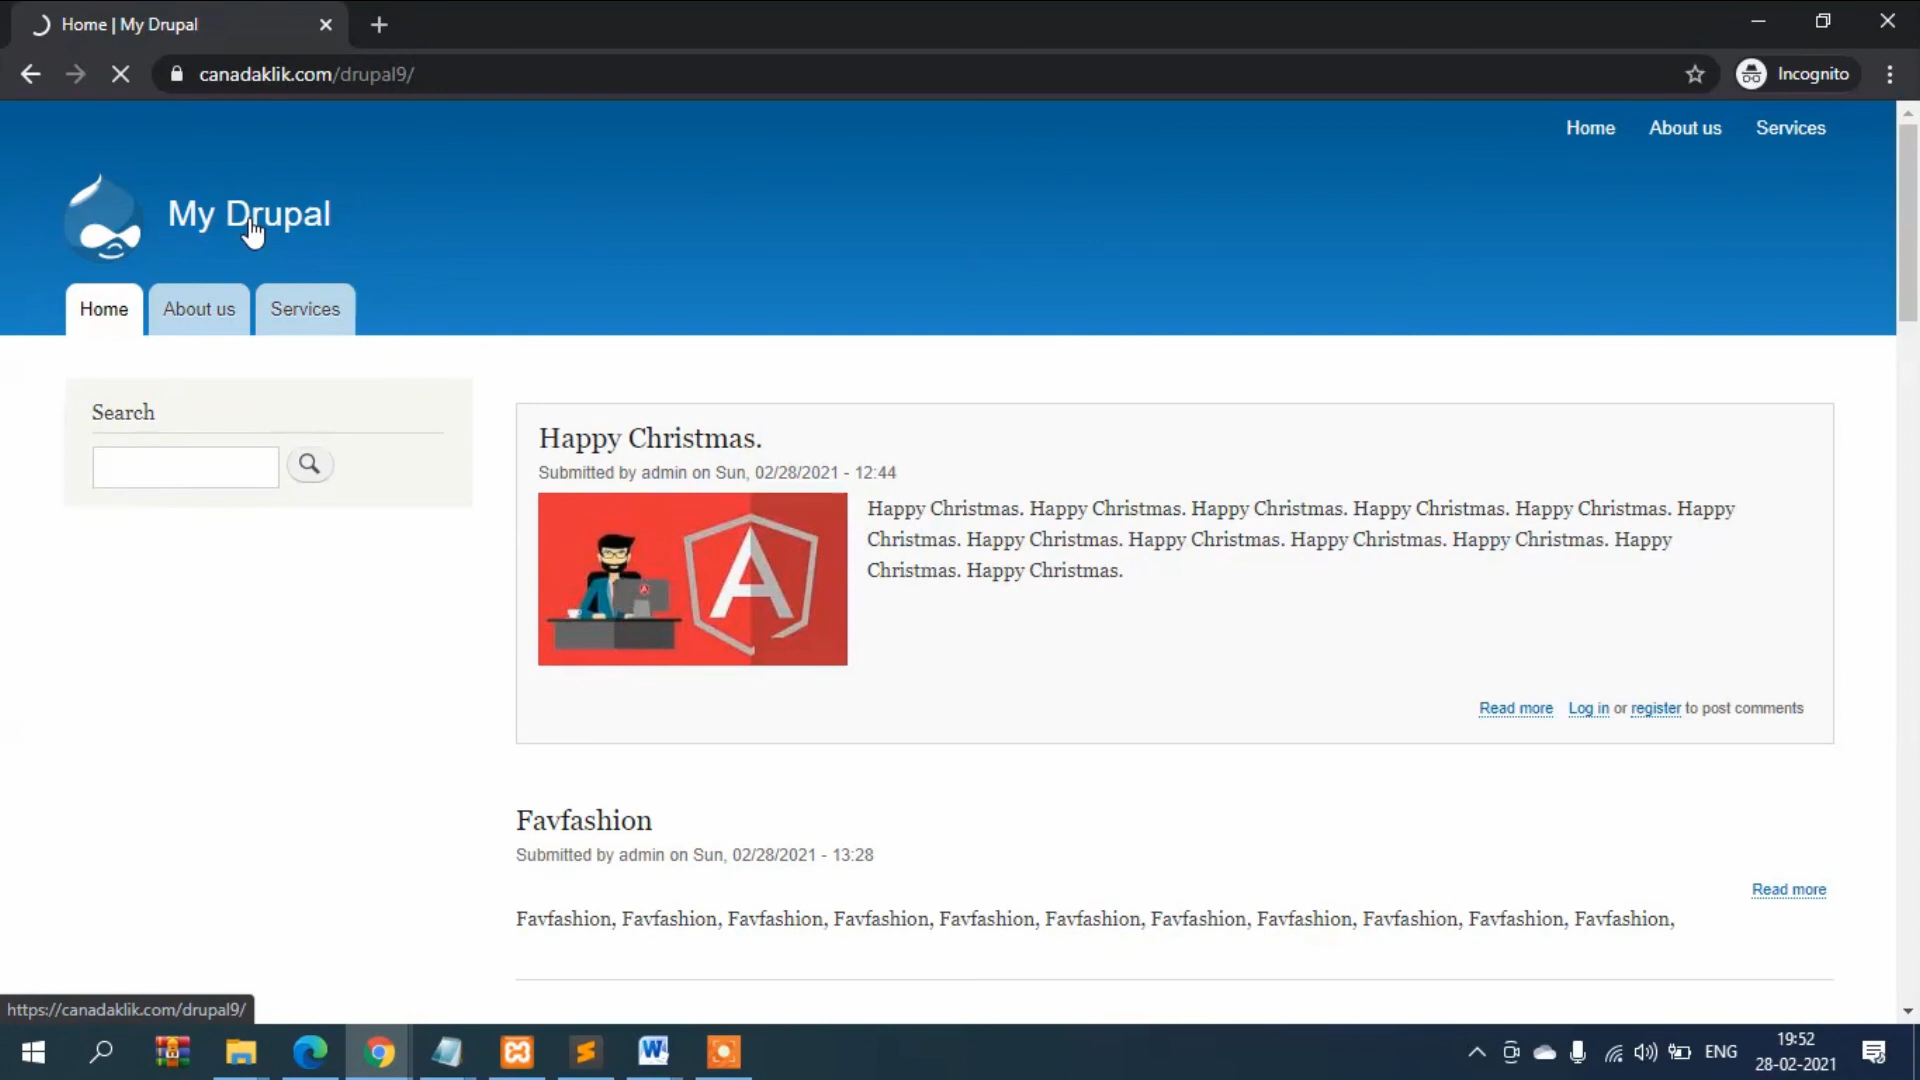 Home | My Drupal
canadaklik.com/drupal9/
Incognito
Home About us Services
My Drupal
Home About us Services
Search
Happy Christmas.
Submitted by admin on Sun, 02/28/2021 - 12:44
Happy Christmas. Happy Christmas. Happy Christmas. Happy Christmas. Happy Christmas. Happy
Christmas. Happy Christmas. Happy Christmas. Happy Christmas. Happy Christmas. Happy
Christmas. Happy Christmas.
A
Read more Log in or register to post comments
Favfashion
Submitted by admin on Sun, 02/28/2021 - 13:28
Read more
Favfashion, Favfashion, Favfashion, Favfashion, Favfashion, Favfashion, Favfashion, Favfashion, Favfashion, Favfashion, Favfashion,
https://canadaklik.com/drupal9/
ENG
19:52
28-02-2021